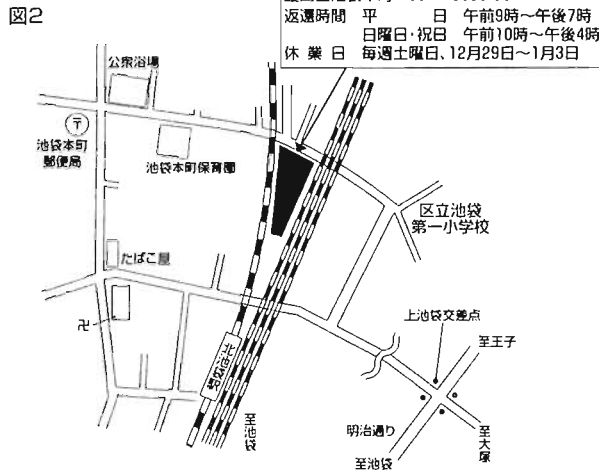 図2
返還時間 平 日 午前9時～午後7時
日曜日・祝日 午前10時～午後4時
休業日 毎週土曜日、12月29日～1月3日
公衆浴場
〒
池袋本町
郵便局
池袋本町保育園
区立池袋
第一小学校
たばこ屋
卍
北池袋駅
至池袋
上池袋交差点
至王子
明治通り
至池袋
至大塚